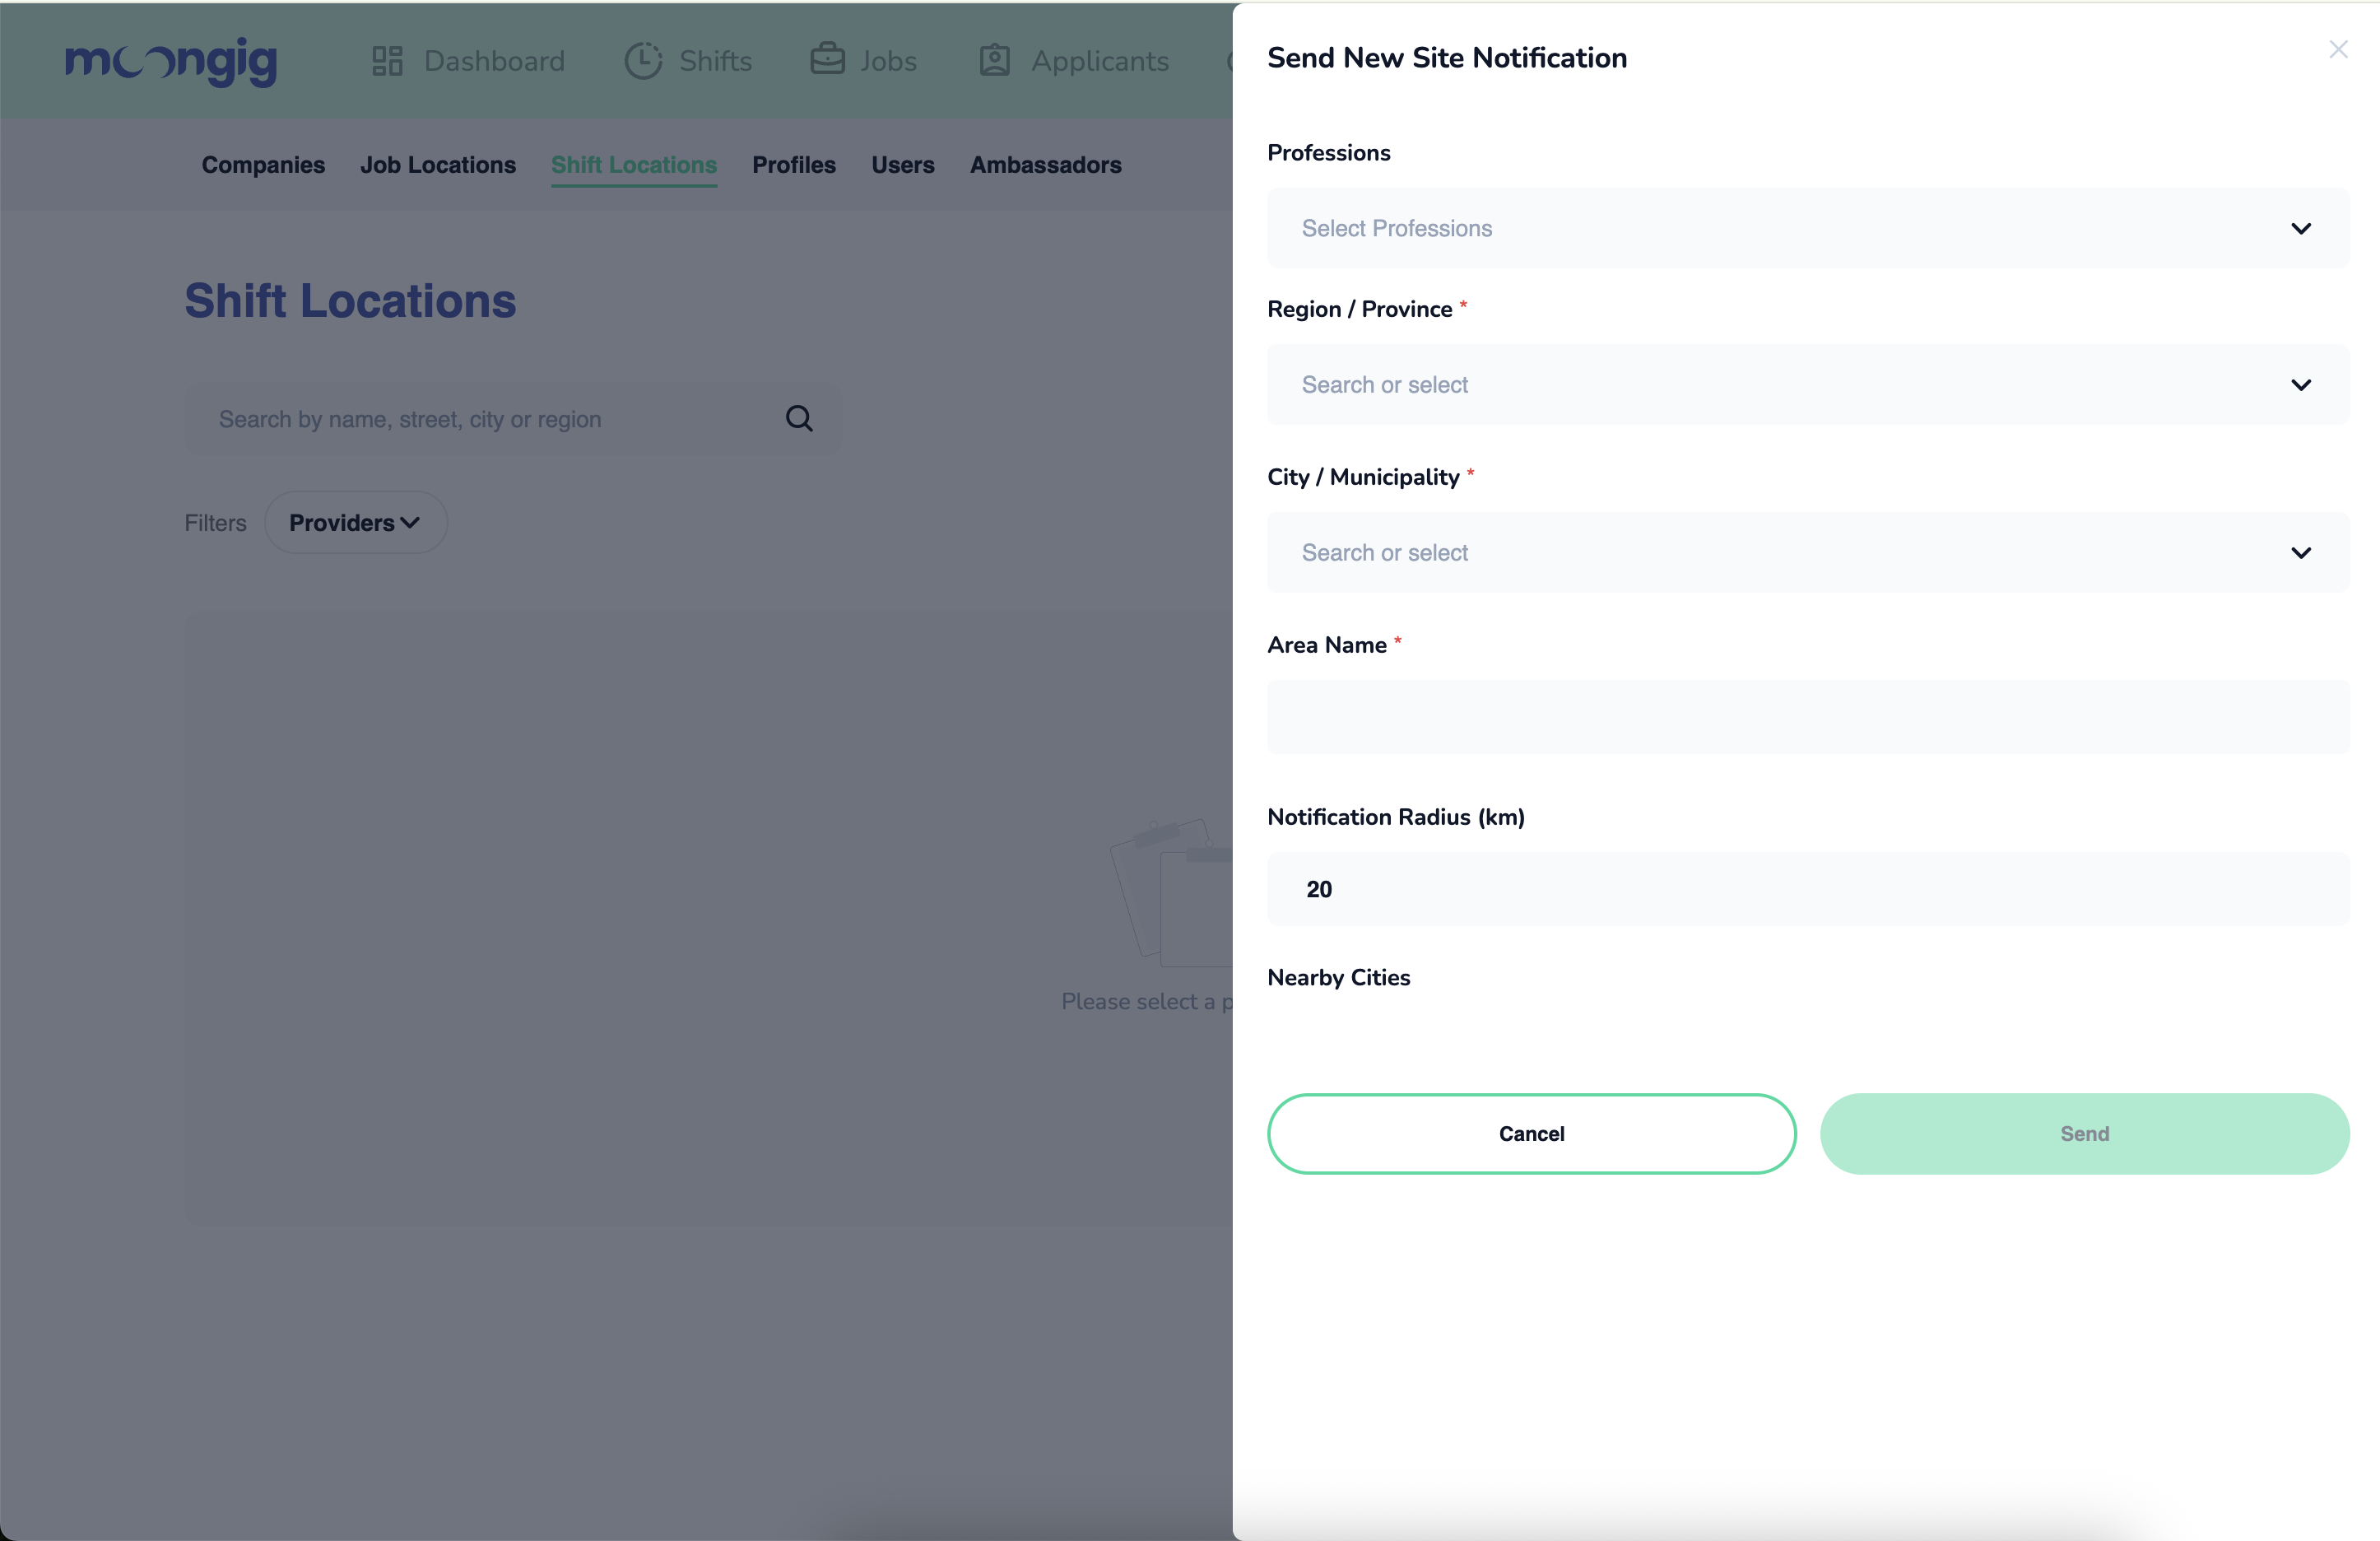 moongig
Dashboard
Shifts
Jobs
Applicants
Companies
Job Locations
Shift Locations
Profiles
Users
Ambassadors
Shift Locations
Search by name, street, city or region
Filters
Providers
Please select a
Send New Site Notification
Professions
Select Professions
Region / Province *
Search or select
City / Municipality *
Search or select
Area Name *
Notification Radius (km)
20
Nearby Cities
Cancel
Send